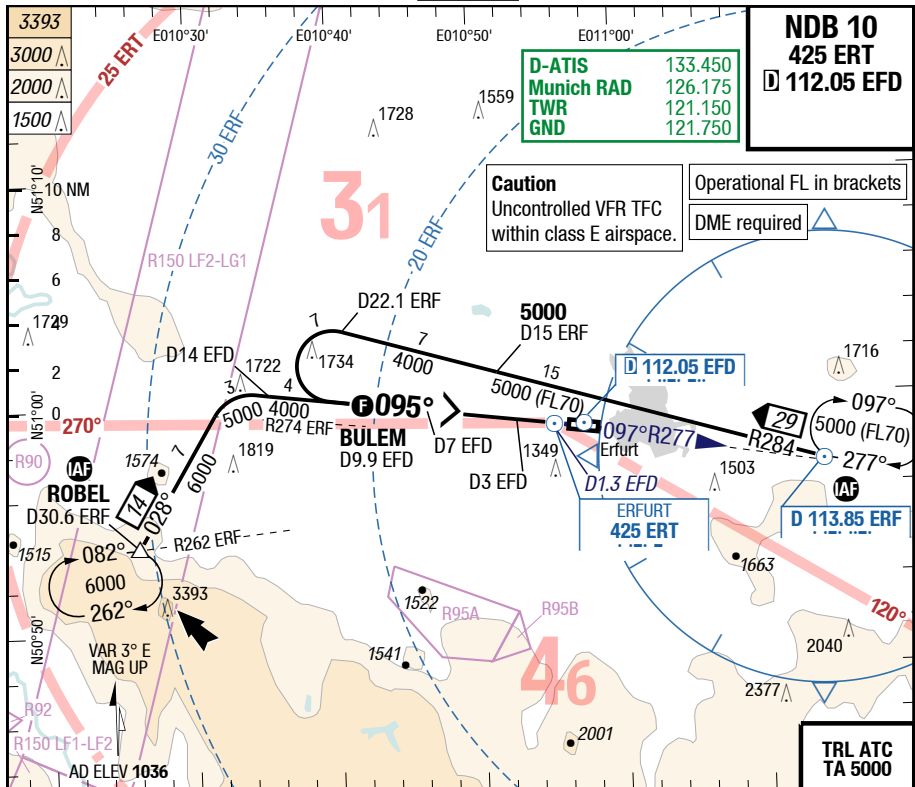 3393
3000
2000
1500
E010°30'
E010°40'
E010°50'
E011°00'
NDB 10
425 ERT
D 112.05 EFD
D-ATIS 133.450
Munich RAD 126.175
TWR 121.150
GND 121.750
25 ERT
30 ERF
20 ERF
1728
1559
31
Caution
Uncontrolled VFR TFC
within class E airspace.
Operational FL in brackets
DME required
N51°10'
10 NM
8
6
4
2
0
R150 LF2-LG1
1729
D14 EFD
1722
7
D22.1 ERF
1734
7
4000
5000
D15 ERF
15
5000 (FL70)
D 112.05 EFD
1716
N51°00'
270°
3
5000
4
4000
R274 ERF
F 095°
BULEM
D9.9 EFD
D7 EFD
D3 EFD
1349
097° R277
Erfurt
D1.3 EFD
29
R284
097°
5000 (FL70)
277°
IAF
D 113.85 ERF
R90
IAF
ROBEL
D30.6 ERF
1574
7
6000
1819
14
028°
R262 ERF
1503
ERFURT
425 ERT
1515
082°
6000
262°
3393
1663
120°
R95A
R95B
1522
1541
46
2040
2377
2001
N50°50'
VAR 3° E
MAG UP
R92
R150 LF1-LF2
AD ELEV 1036
TRL ATC
TA 5000